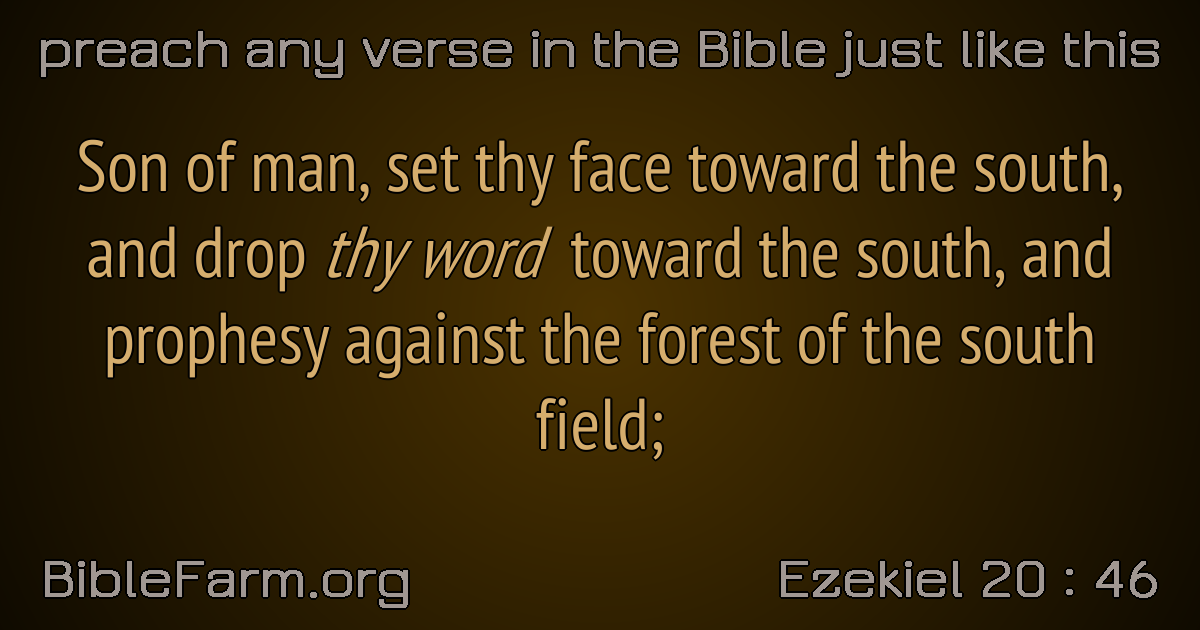 preach any verse in the Bible just like this
Son of man, set thy face toward the south,
and drop thy word toward the south, and
prophesy against the forest of the south
field;
BibleFarm.org
Ezekiel 20 : 46